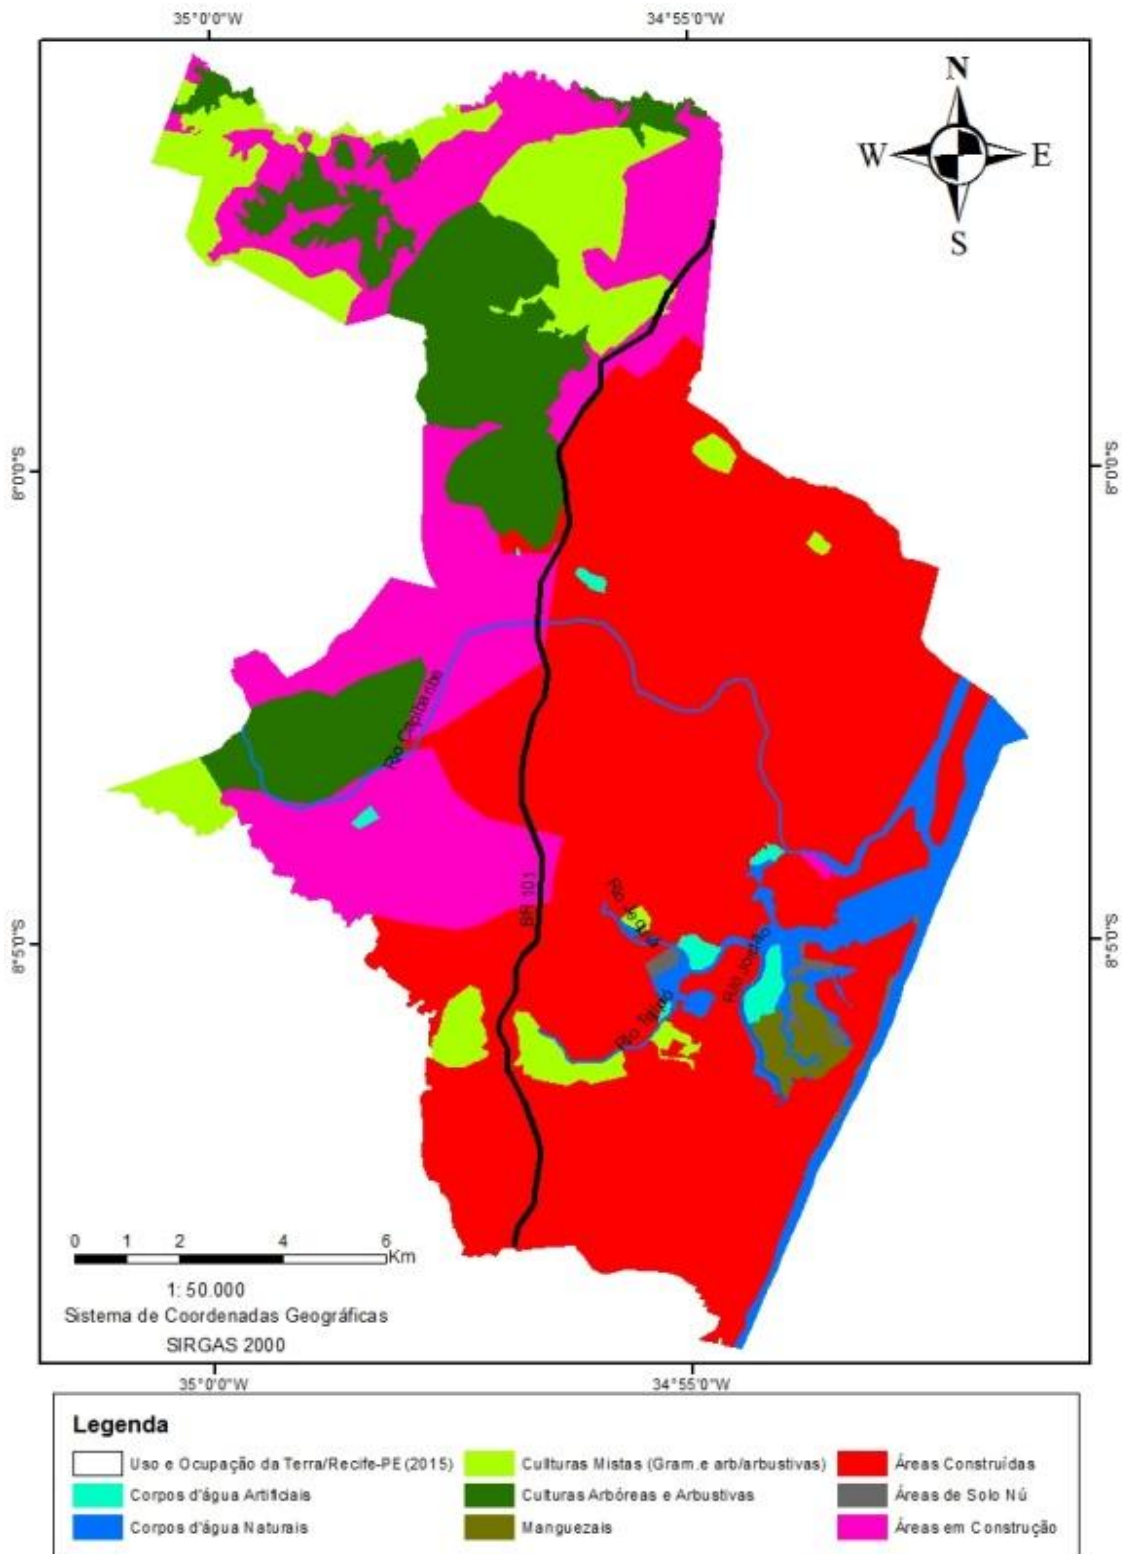 35°0'0"W 34°55'0"W
N
W E
S
8°0'0"S 8°0'0"S
Rio Capibaribe
BR 101
Rio Jordão
8°5'0"S 8°5'0"S
0 1 2 4 6
Km
1: 50.000
Sistema de Coordenadas Geográficas
SIRGAS 2000
35°0'0"W 34°55'0"W
Legenda
Uso e Ocupação da Terra/Recife-PE (2015) Cullturas Mistas (Gram.e arb/arbustivas) Áreas Construídas
Corpos d'água Artificiais Culturas Arbóreas e Arbustivas Áreas de Solo Nú
Corpos d'água Naturais Manguezais Áreas em Construção